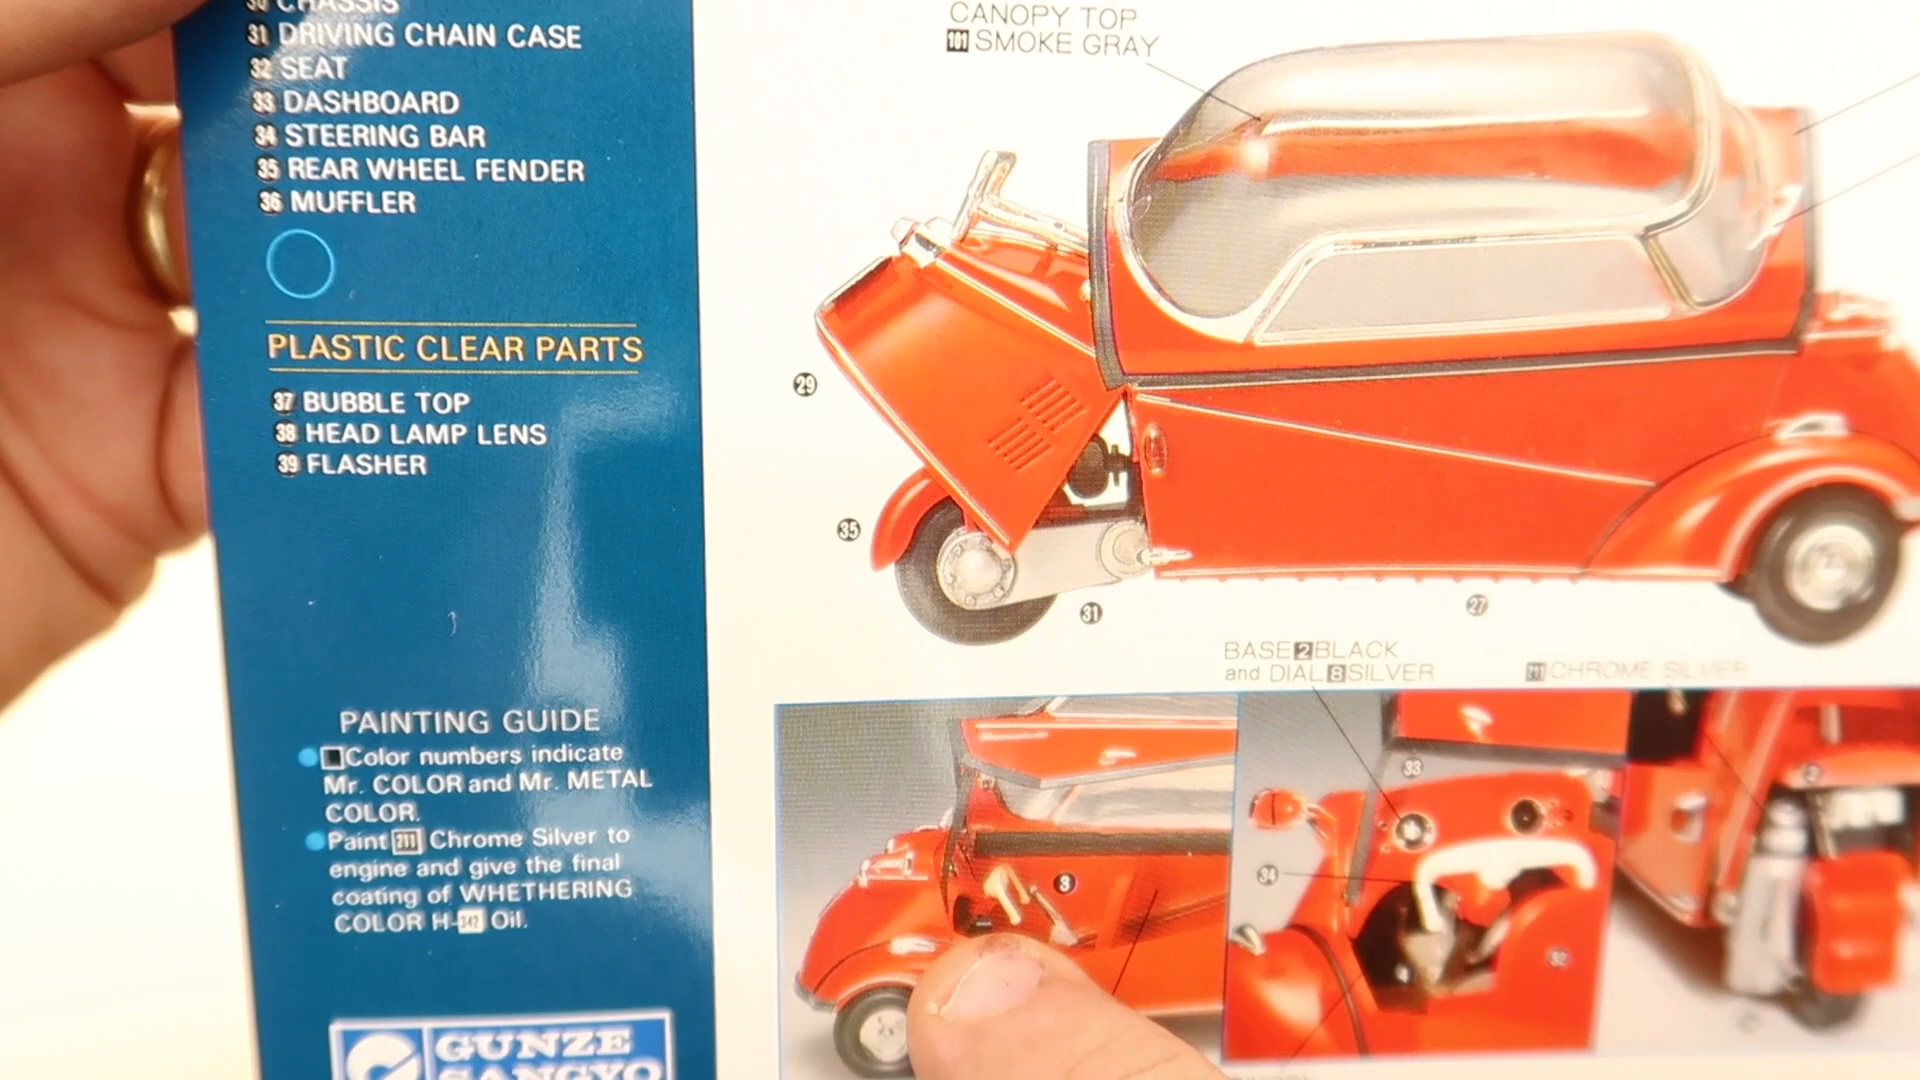 30 CHASSIS
31 DRIVING CHAIN CASE
32 SEAT
33 DASHBOARD
34 STEERING BAR
35 REAR WHEEL FENDER
36 MUFFLER
PLASTIC CLEAR PARTS
37 BUBBLE TOP
38 HEAD LAMP LENS
39 FLASHER
PAINTING GUIDE
Color numbers indicate
Mr. COLOR and Mr. METAL
COLOR.
Paint 211 Chrome Silver to
engine and give the final
coating of WHETHERING
COLOR H-342 Oil.
GUNZE
SANGYO
CANOPY TOP
101 SMOKE GRAY
29
35
31
27
BASE 2 BLACK
and DIAL 8 SILVER
211 CHROME SILVER
3
33
34
32